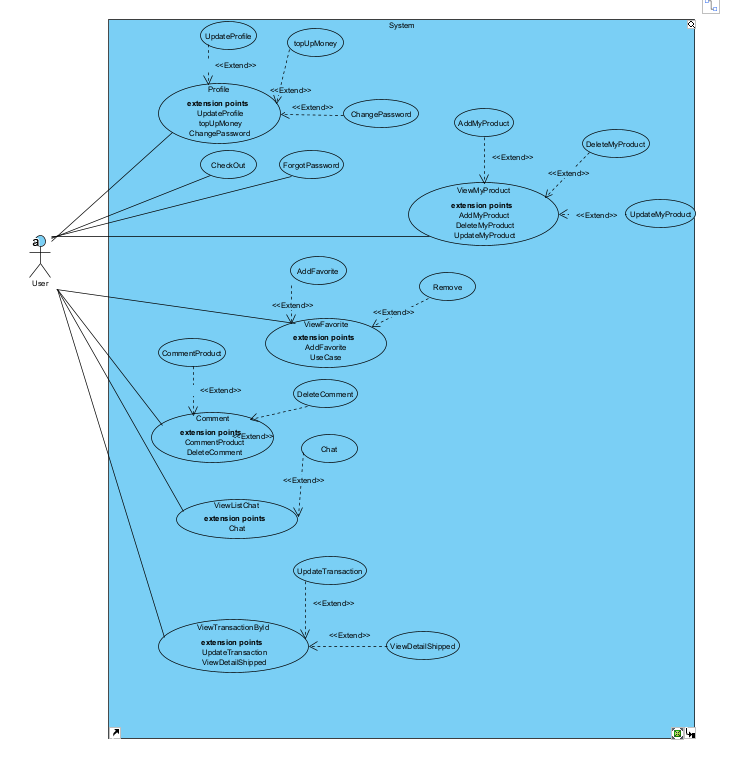 System
UpdateProfile
topUpMoney
<<Extend>>
<<Extend>>
Profile
extension points
UpdateProfile
topUpMoney
ChangePassword
<<Extend>>
ChangePassword
AddMyProduct
DeleteMyProduct
<<Extend>>
<<Extend>>
CheckOut
ForgotPassword
ViewMyProduct
extension points
AddMyProduct
DeleteMyProduct
UpdateMyProduct
<<Extend>>
UpdateMyProduct
a
User
AddFavorite
Remove
<<Extend>>
<<Extend>>
ViewFavorite
extension points
AddFavorite
UseCase
CommentProduct
<<Extend>>
DeleteComment
Comment
extension points
<<Extend>>
CommentProduct
DeleteComment
Chat
<<Extend>>
ViewListChat
extension points
Chat
UpdateTransaction
<<Extend>>
ViewTransactionById
extension points
UpdateTransaction
ViewDetailShipped
<<Extend>>
ViewDetailShipped